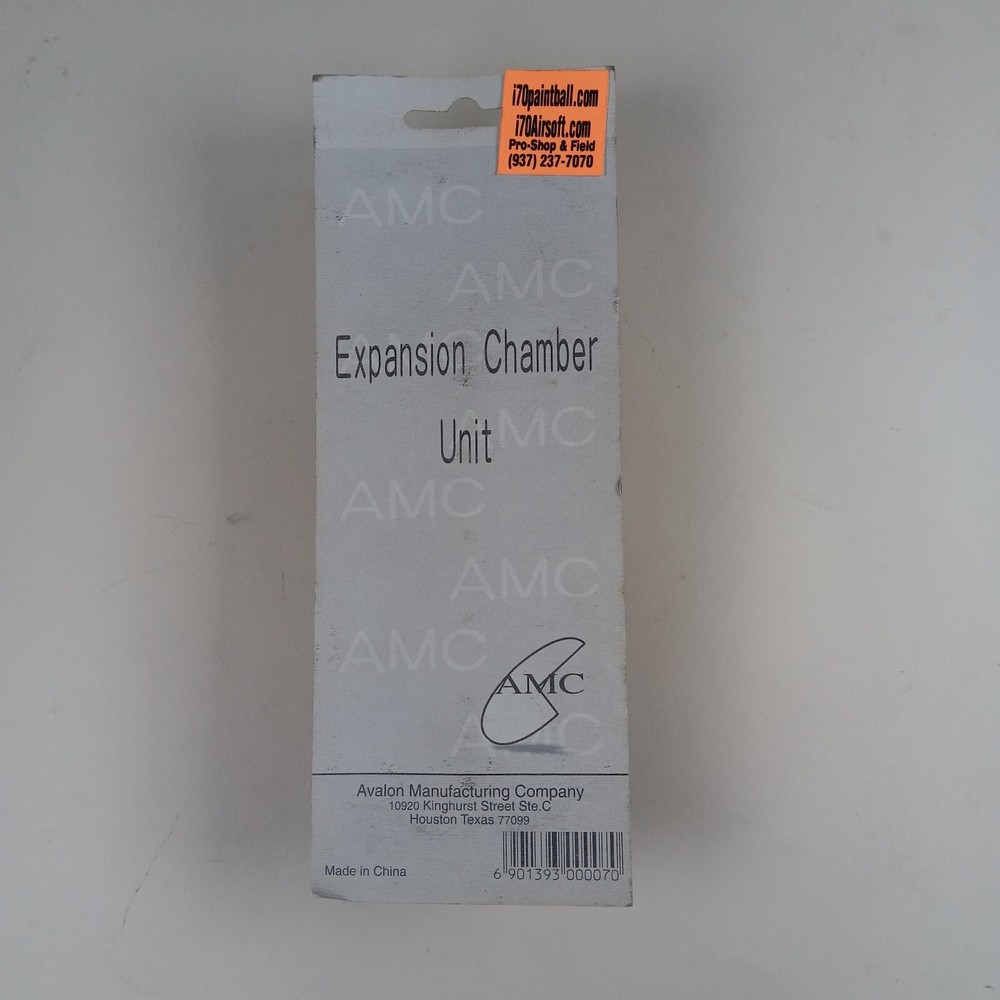 i70paintball.com
i70Airsoft.com
Pro-Shop & Field
(937) 237-7070
AMC
AMC
Expansion Chamber
AMC
Unit
AMC
AMC
AMC
AMC
AMC
Avalon Manufacturing Company
10920 Kinghurst Street Ste.C
Houston Texas 77099
Made in China
6 901393 000070